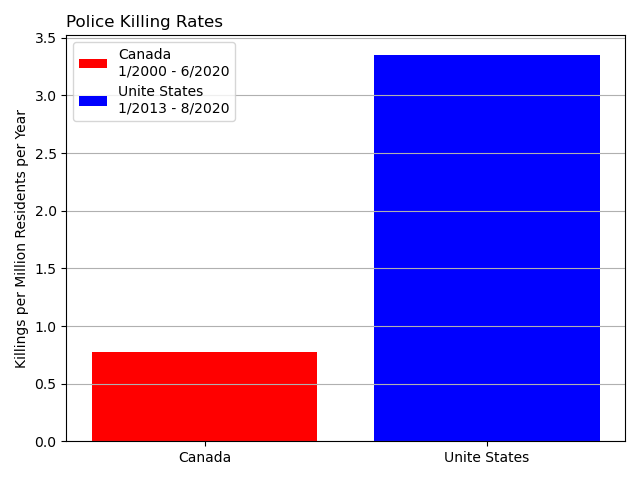 Police Killing Rates
Killings per Million Residents per Year
3.5
3.0
2.5
2.0
1.5
1.0
0.5
0.0
Canada
1/2000 - 6/2020
Unite States
1/2013 - 8/2020
Canada
Unite States